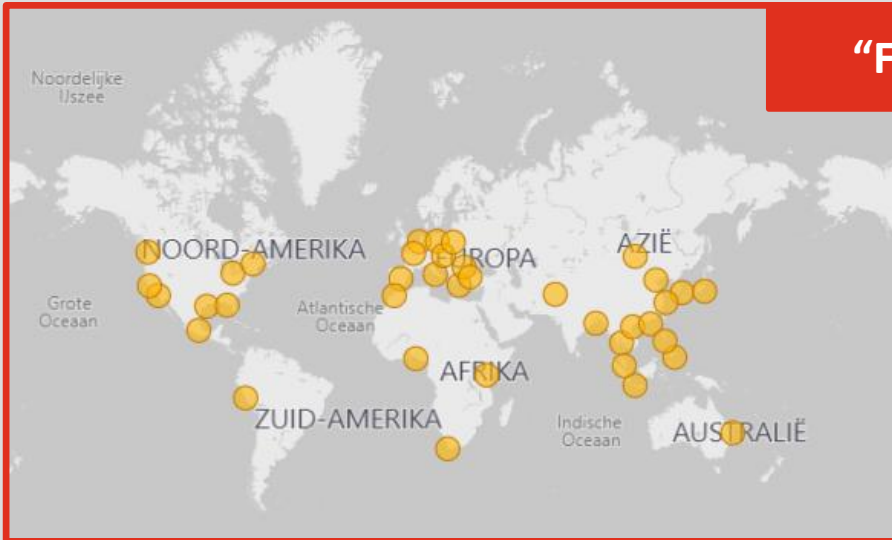 “F
Noordelijke
IJszee
NOORD-AMERIKA
EUROPA
AZIË
Grote
Oceaan
Atlantische
Oceaan
AFRIKA
ZUID-AMERIKA
Indische
Oceaan
AUSTRALIË